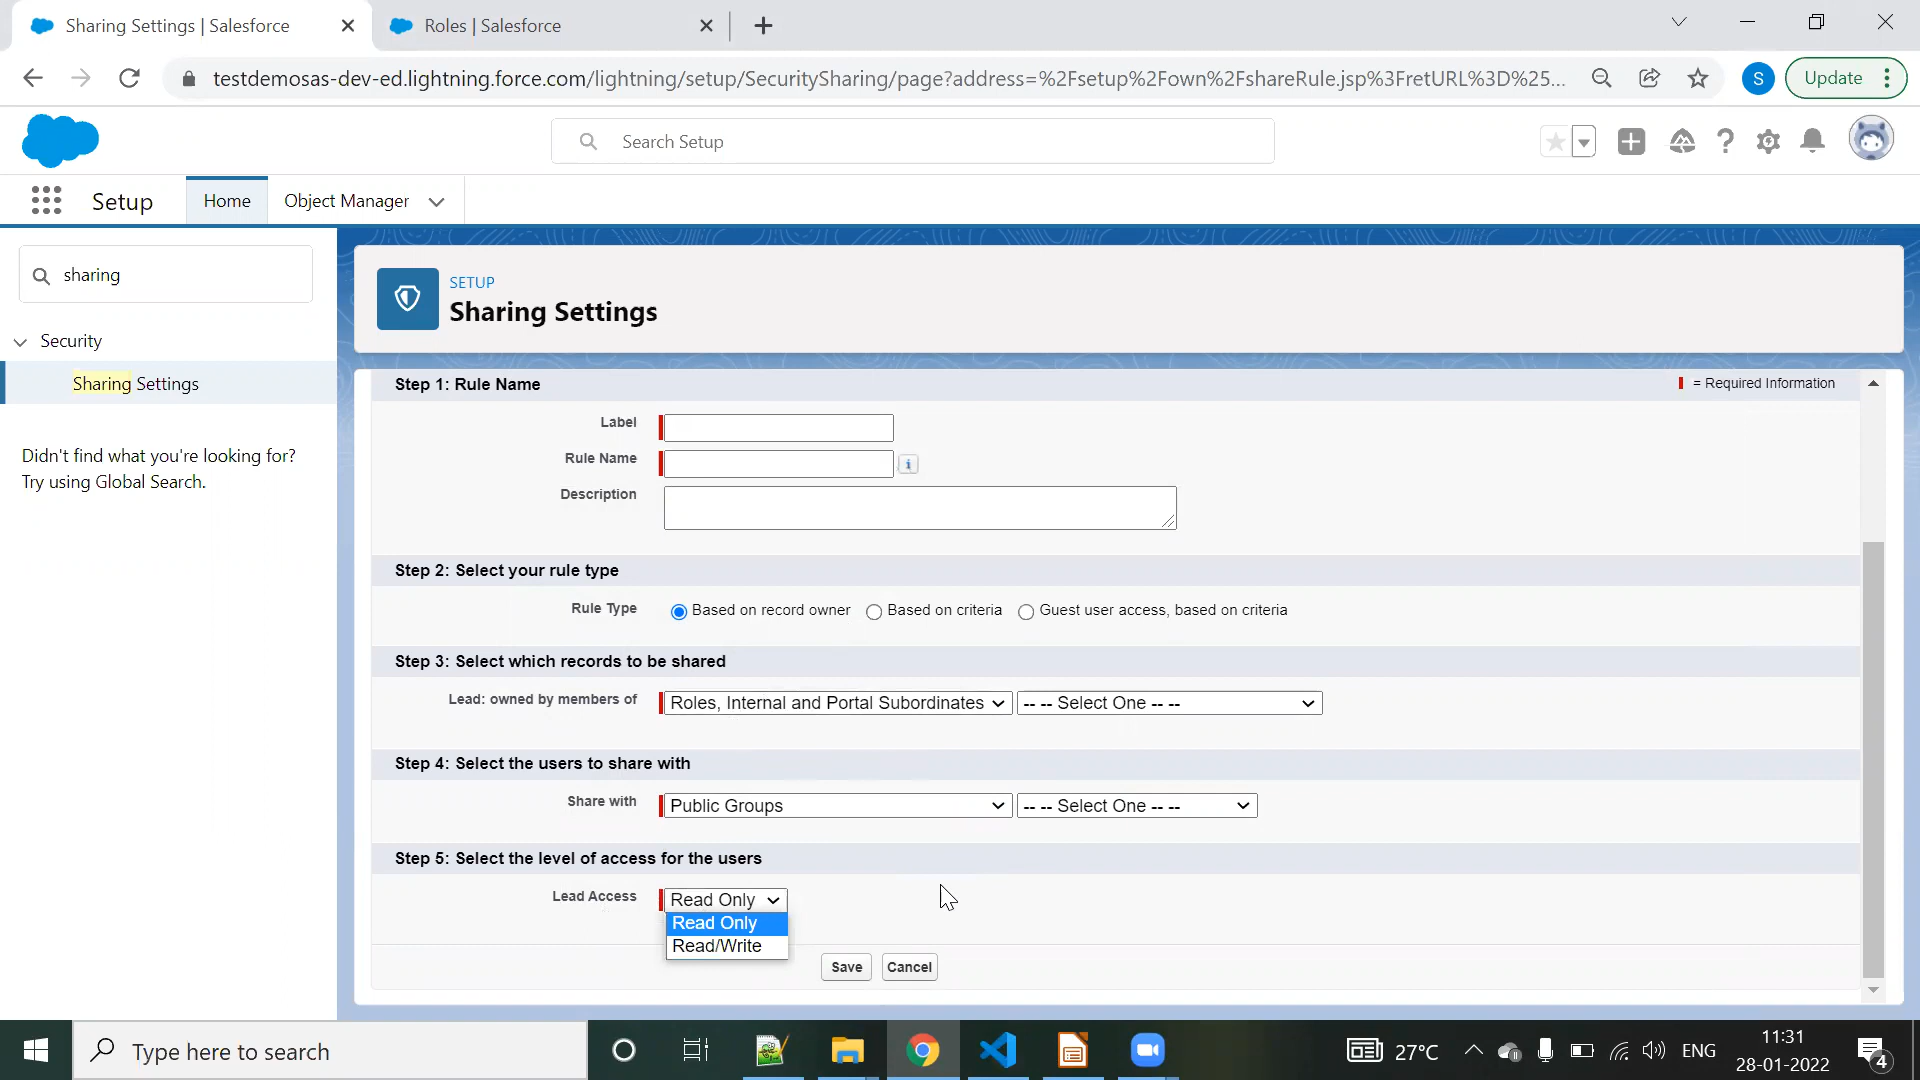 Sharing Settings | Salesforce
Roles | Salesforce
testdemosas-dev-ed.lightning.force.com/lightning/setup/SecuritySharing/page?address=%2Fsetup%2Fown%2FshareRule.jsp%3FretURL%3D%25...
S
Update
Search Setup
Setup
Home
Object Manager
sharing
Security
Sharing Settings
Didn't find what you're looking for?
Try using Global Search.
SETUP
Sharing Settings
Step 1: Rule Name
= Required Information
Label
Rule Name
i
Description
Step 2: Select your rule type
Rule Type
Based on record owner
Based on criteria
Guest user access, based on criteria
Step 3: Select which records to be shared
Lead: owned by members of
Roles, Internal and Portal Subordinates
-- -- Select One -- --
Step 4: Select the users to share with
Share with
Public Groups
-- -- Select One -- --
Step 5: Select the level of access for the users
Lead Access
Read Only
Read Only
Read/Write
Save
Cancel
Type here to search
27°C
ENG
11:31
28-01-2022
4